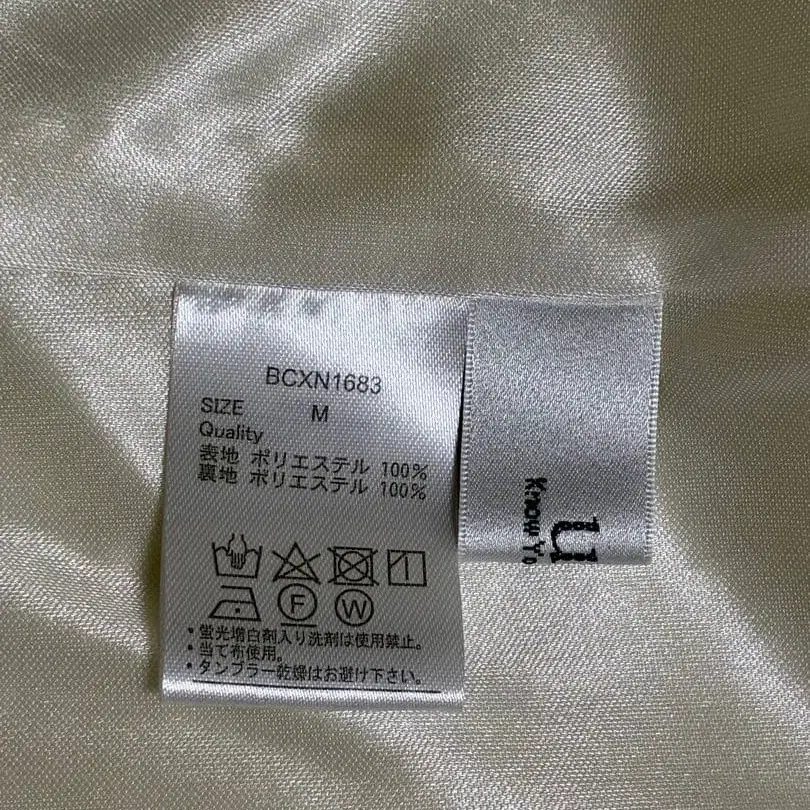 BCXN1683
SIZE M
Quality
表地 ポリエステル 100%
裏地 ポリエステル 100%
F W
・蛍光増白剤入り洗剤は使用禁止。
・当て布使用。
・タンブラー乾燥はお避け下さい。
Know